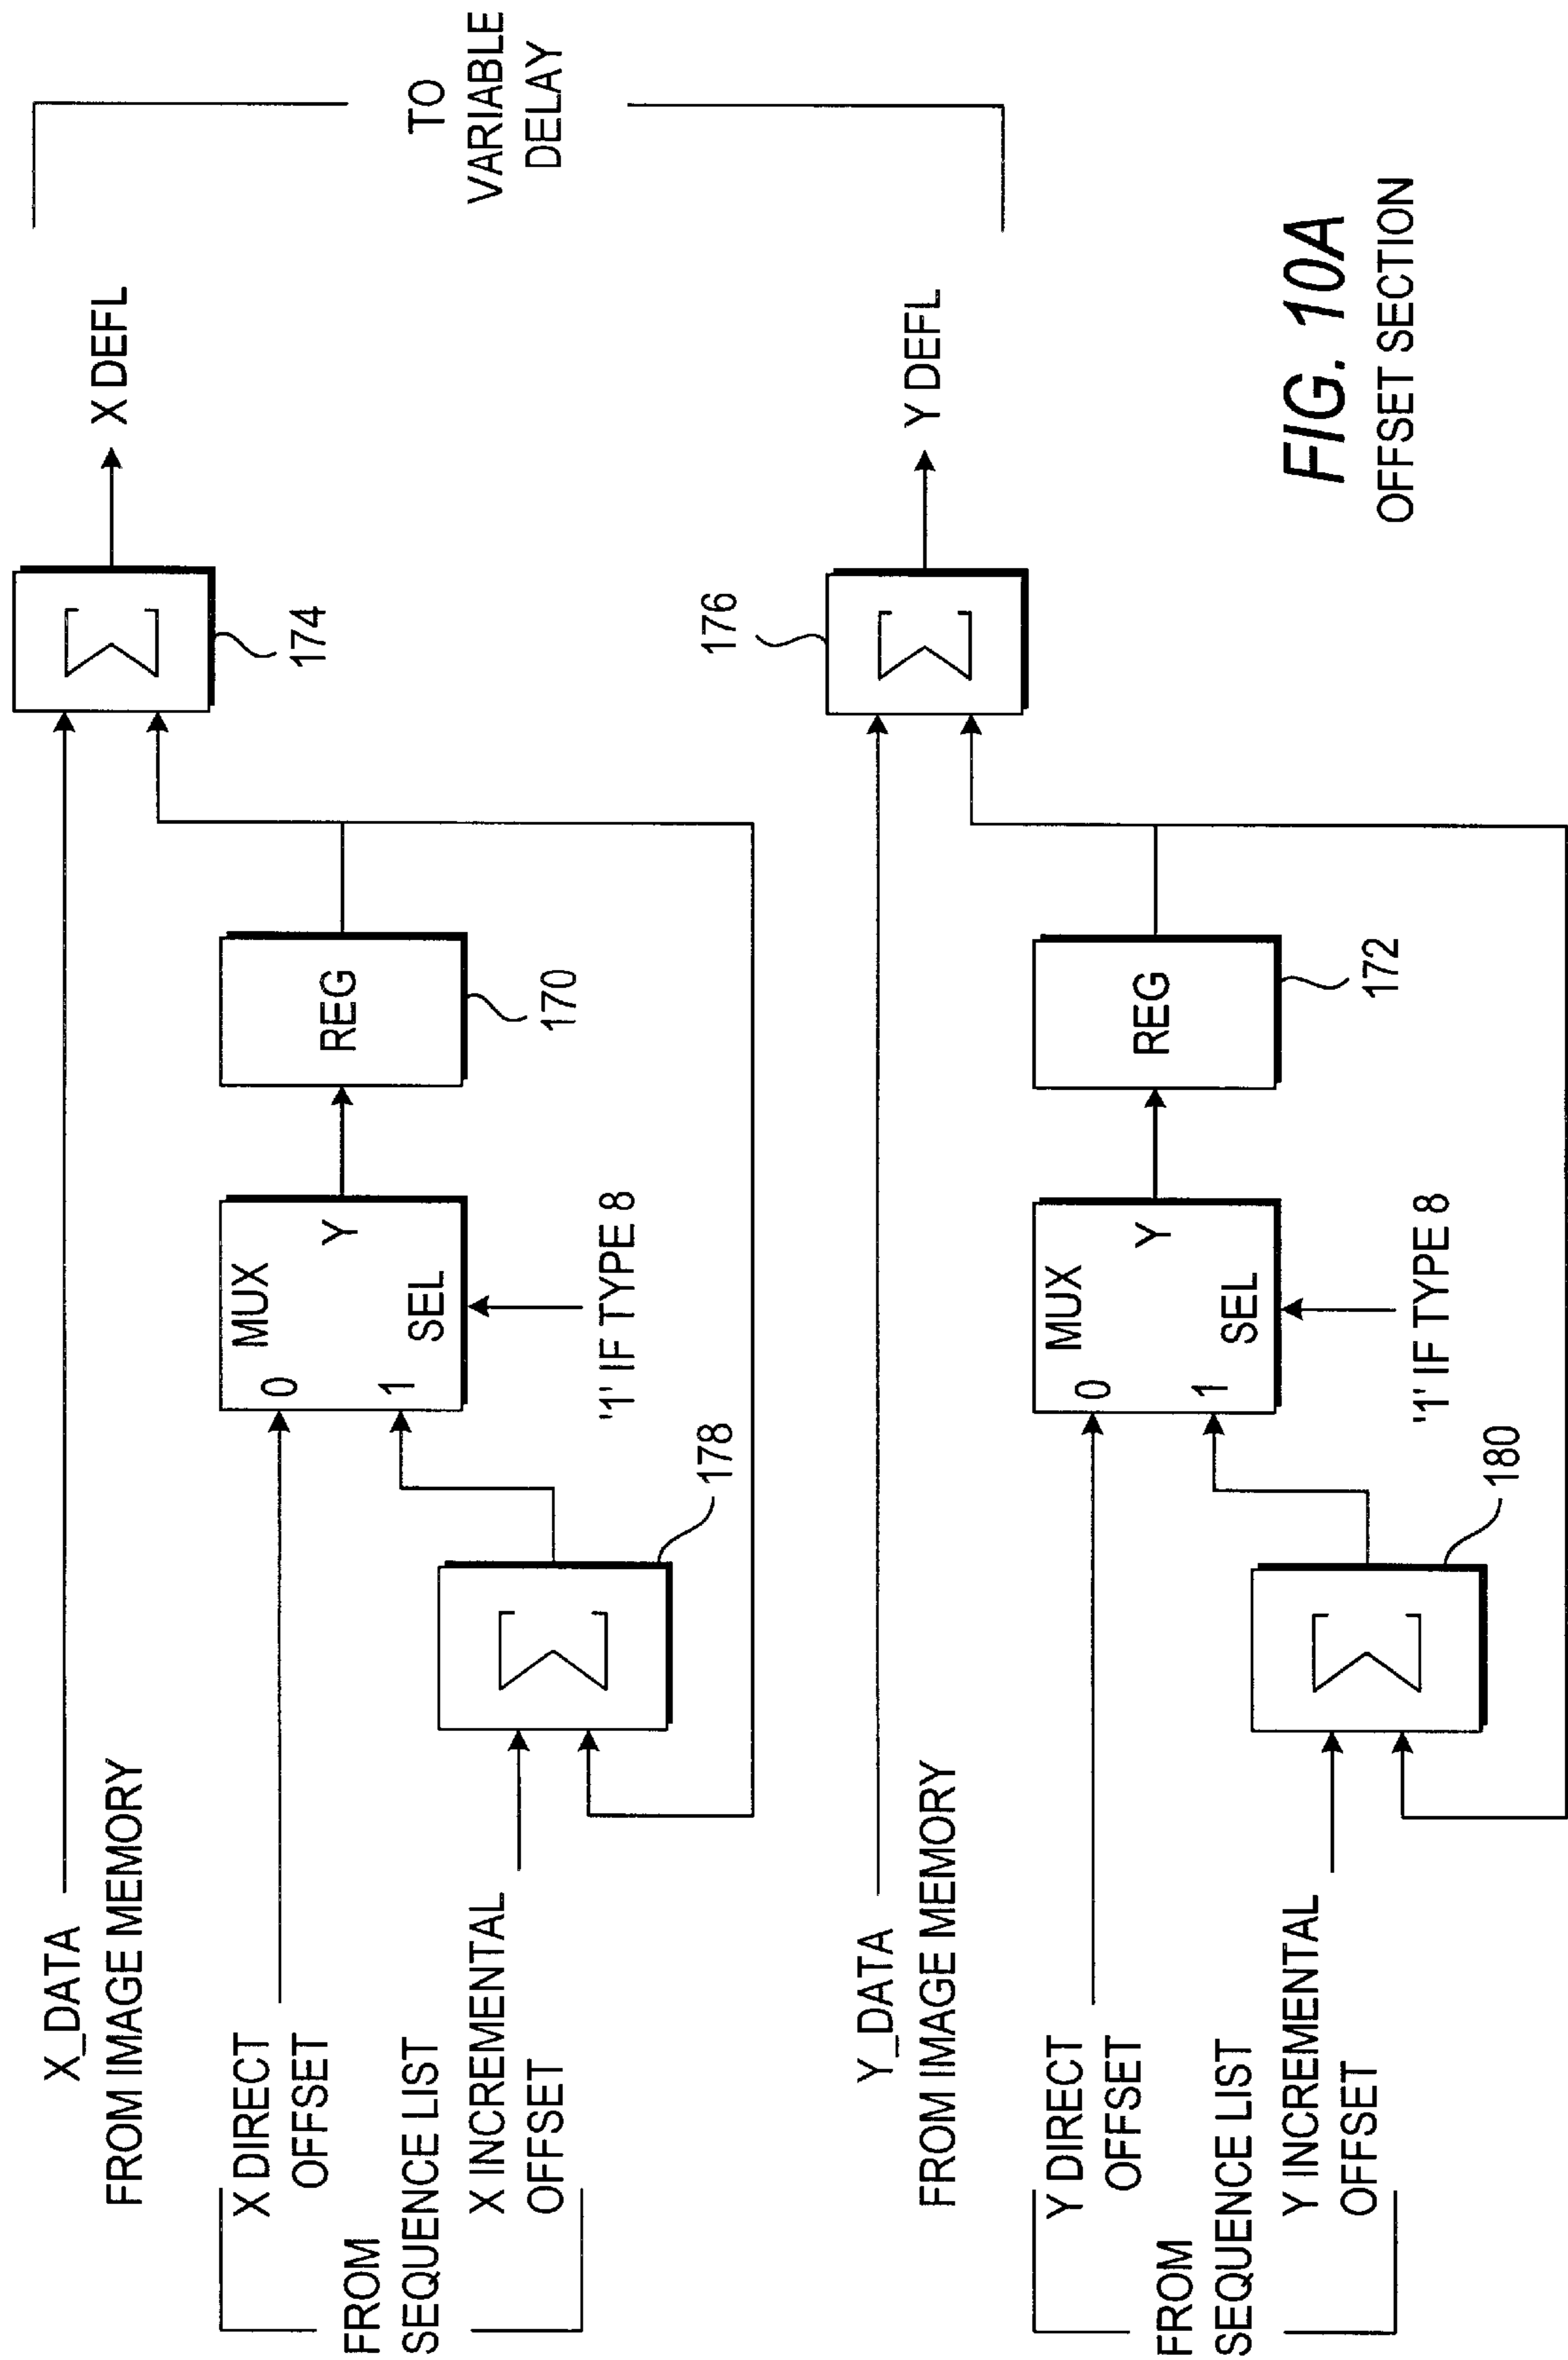 X_DATA
FROM IMAGE MEMORY
X DIRECT
OFFSET
FROM
SEQUENCE LIST
X INCREMENTAL
OFFSET
MUX
0
Y
1
SEL
'1' IF TYPE 8
178
REG
170
174
X DEFL
TO
VARIABLE
DELAY
Y_DATA
FROM IMAGE MEMORY
Y DIRECT
OFFSET
FROM
SEQUENCE LIST
Y INCREMENTAL
OFFSET
MUX
0
Y
1
SEL
'1' IF TYPE 8
180
REG
172
176
Y DEFL
FIG. 10A
OFFSET SECTION